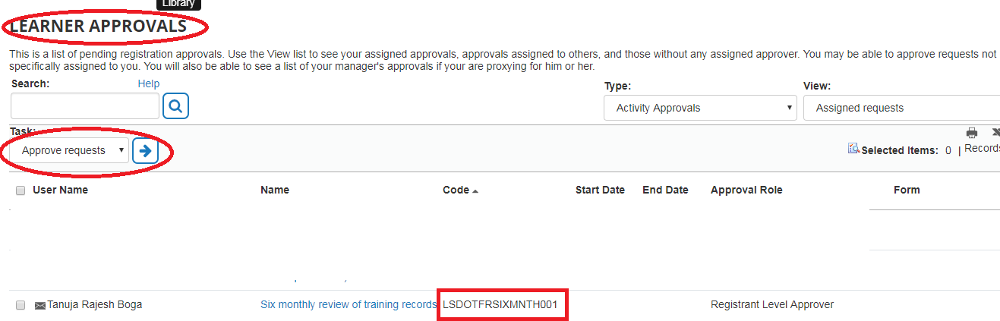 Library
LEARNER APPROVALS
This is a list of pending registration approvals. Use the View list to see your assigned approvals, approvals assigned to others, and those without any assigned approver. You may be able to approve requests not
specifically assigned to you. You will also be able to see a list of your manager's approvals if your are proxying for him or her.
Search: Help
Type: View:
Activity Approvals Assigned requests
Task:
Approve requests
Selected Items: 0 | Records
User Name Name Code Start Date End Date Approval Role Form
Tanuja Rajesh Boga Six monthly review of training records LSDOTFRSIXMNTH001 Registrant Level Approver